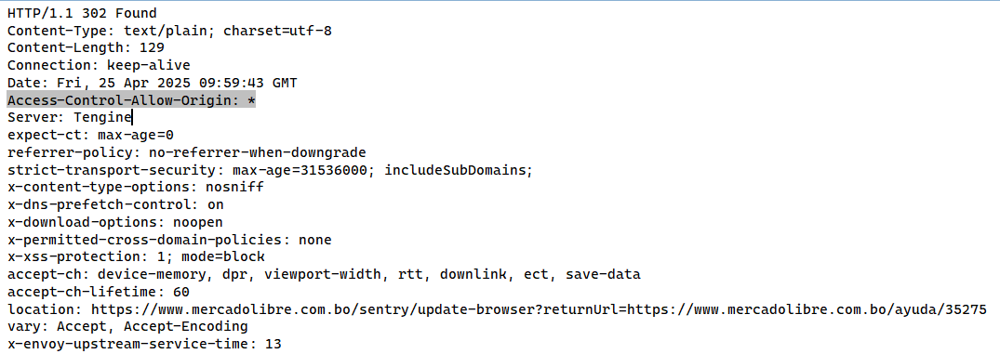 HTTP/1.1 302 Found
Content-Type: text/plain; charset=utf-8
Content-Length: 129
Connection: keep-alive
Date: Fri, 25 Apr 2025 09:59:43 GMT
Access-Control-Allow-Origin: *
Server: Tengine
expect-ct: max-age=0
referrer-policy: no-referrer-when-downgrade
strict-transport-security: max-age=31536000; includeSubDomains;
x-content-type-options: nosniff
x-dns-prefetch-control: on
x-download-options: noopen
x-permitted-cross-domain-policies: none
x-xss-protection: 1; mode=block
accept-ch: device-memory, dpr, viewport-width, rtt, downlink, ect, save-data
accept-ch-lifetime: 60
location: https://www.mercadolibre.com.bo/sentry/update-browser?returnUrl=https://www.mercadolibre.com.bo/ayuda/35275
vary: Accept, Accept-Encoding
x-envoy-upstream-service-time: 13